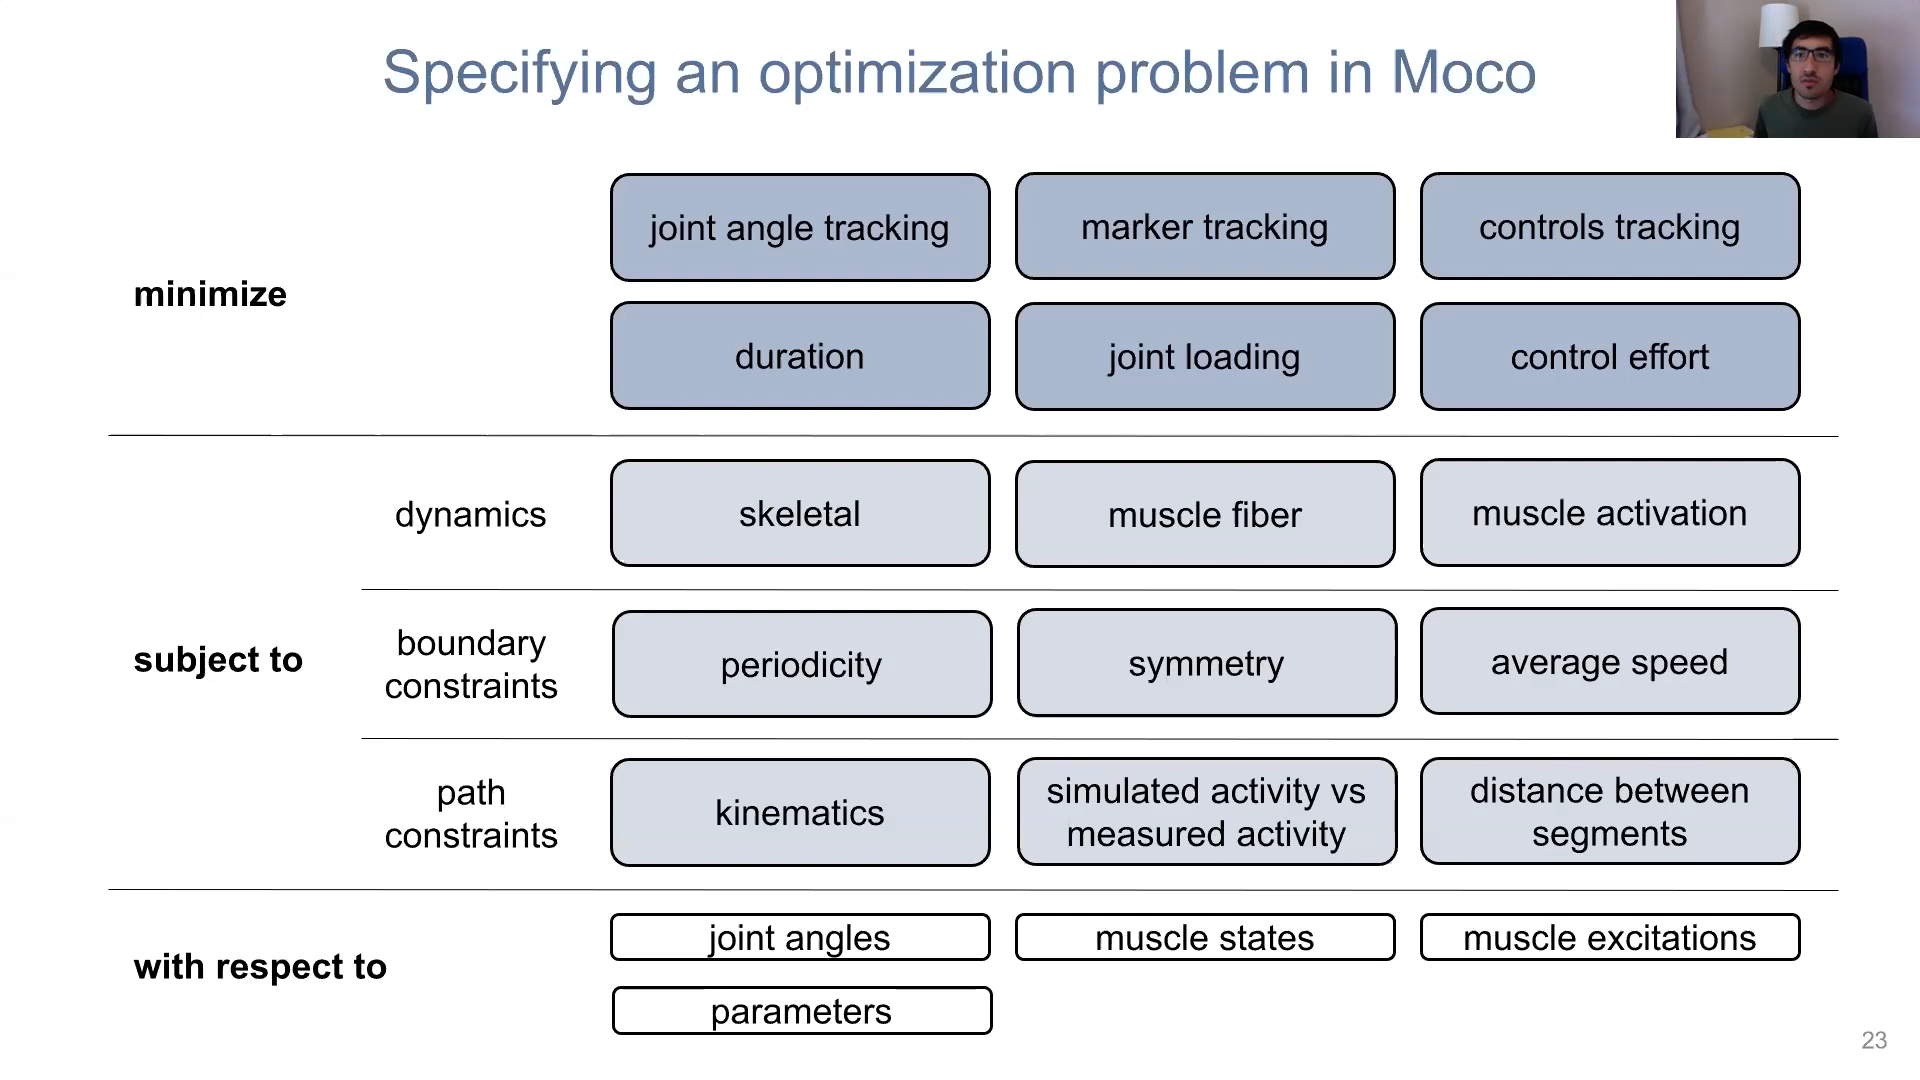 Specifying an optimization problem in Moco
minimize
joint angle tracking
marker tracking
controls tracking
duration
joint loading
control effort
subject to
dynamics
skeletal
muscle fiber
muscle activation
boundary
constraints
periodicity
symmetry
average speed
path
constraints
kinematics
simulated activity vs
measured activity
distance between
segments
with respect to
joint angles
muscle states
muscle excitations
parameters
23